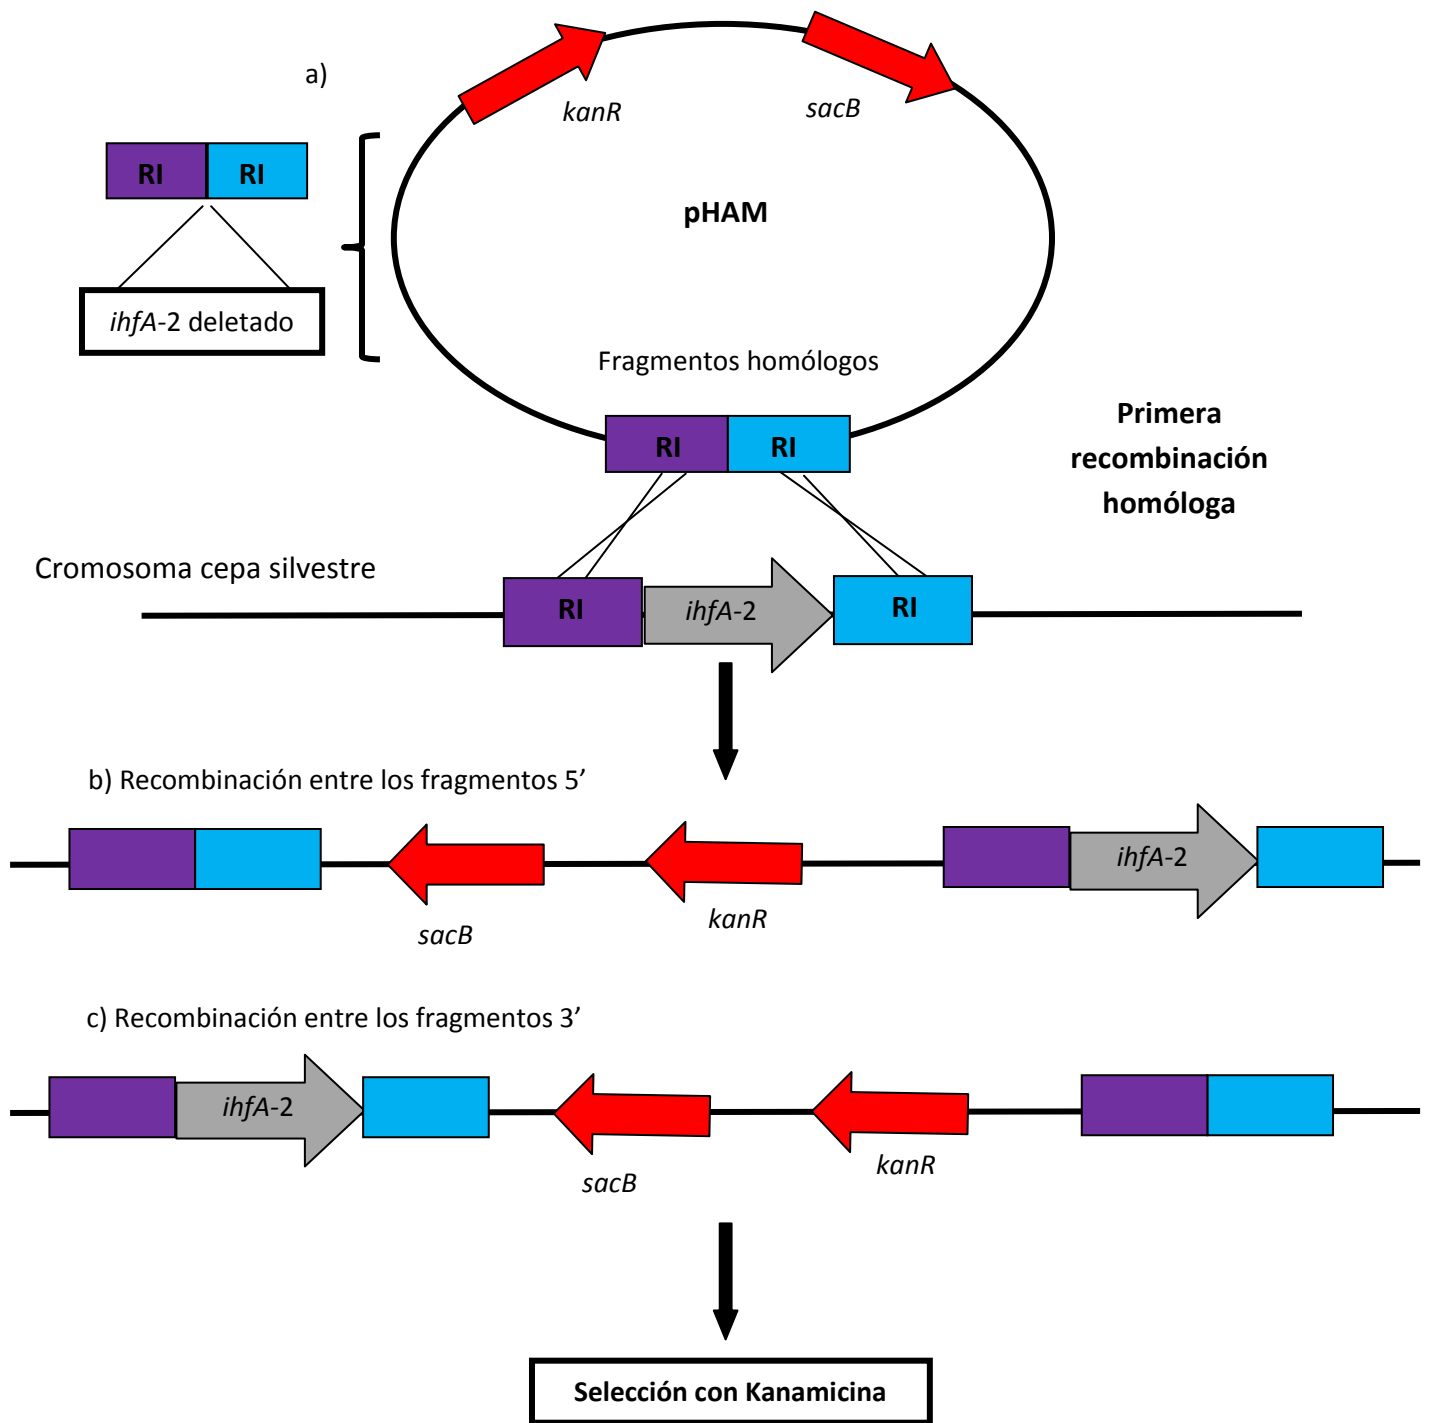 a)
kanR
sacB
RI RI
pHAM
ihfA-2 deletado
Fragmentos homólogos
RI RI
Primera
recombinación
homóloga
Cromosoma cepa silvestre
RI ihfA-2 RI
b) Recombinación entre los fragmentos 5’
ihfA-2
sacB
kanR
c) Recombinación entre los fragmentos 3’
ihfA-2
sacB
kanR
Selección con Kanamicina